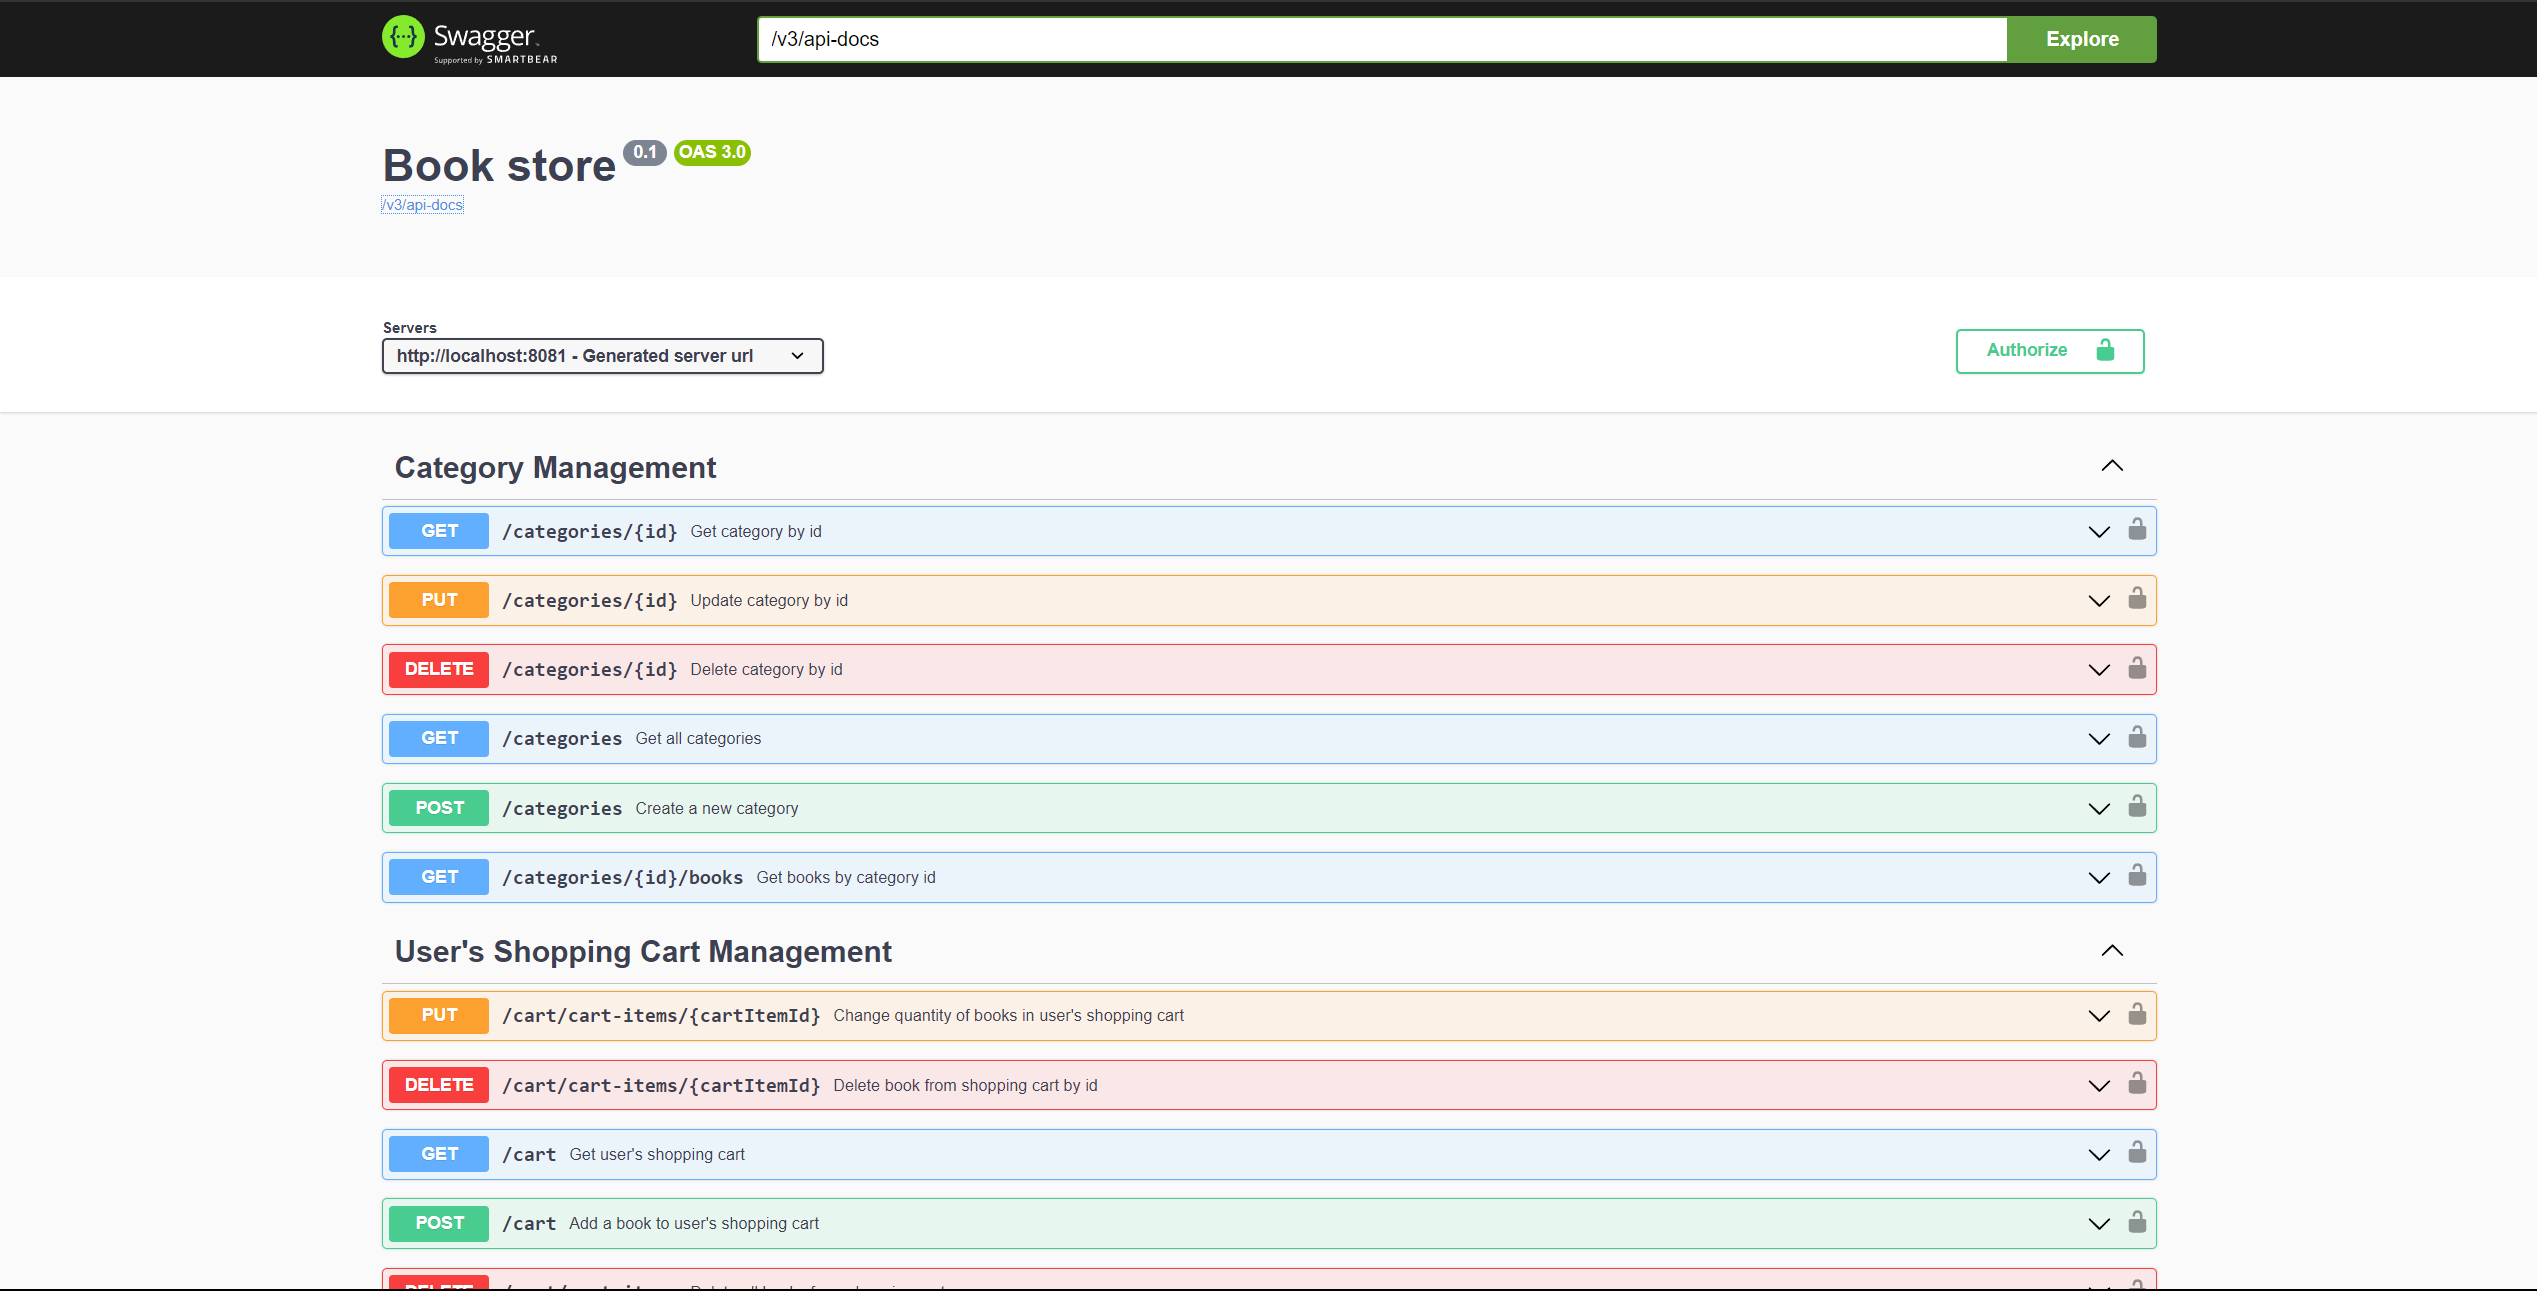 Swagger
Supported by SMARTBEAR
/v3/api-docs
Explore
Book store 0.1 OAS 3.0
/v3/api-docs
Servers
http://localhost:8081 - Generated server url
Authorize
Category Management
GET /categories/{id} Get category by id
PUT /categories/{id} Update category by id
DELETE /categories/{id} Delete category by id
GET /categories Get all categories
POST /categories Create a new category
GET /categories/{id}/books Get books by category id
User's Shopping Cart Management
PUT /cart/cart-items/{cartItemId} Change quantity of books in user's shopping cart
DELETE /cart/cart-items/{cartItemId} Delete book from shopping cart by id
GET /cart Get user's shopping cart
POST /cart Add a book to user's shopping cart
DELETE